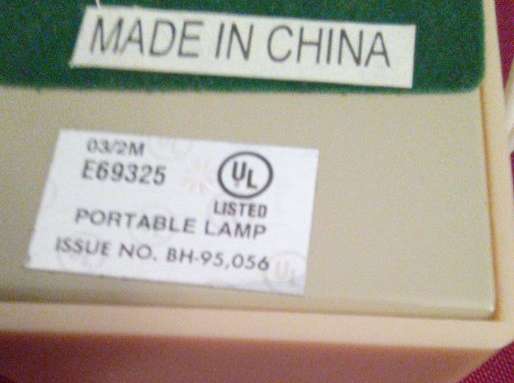 MADE IN CHINA
03/2M
E69325
UL
LISTED
PORTABLE LAMP
ISSUE NO. BH-95,056